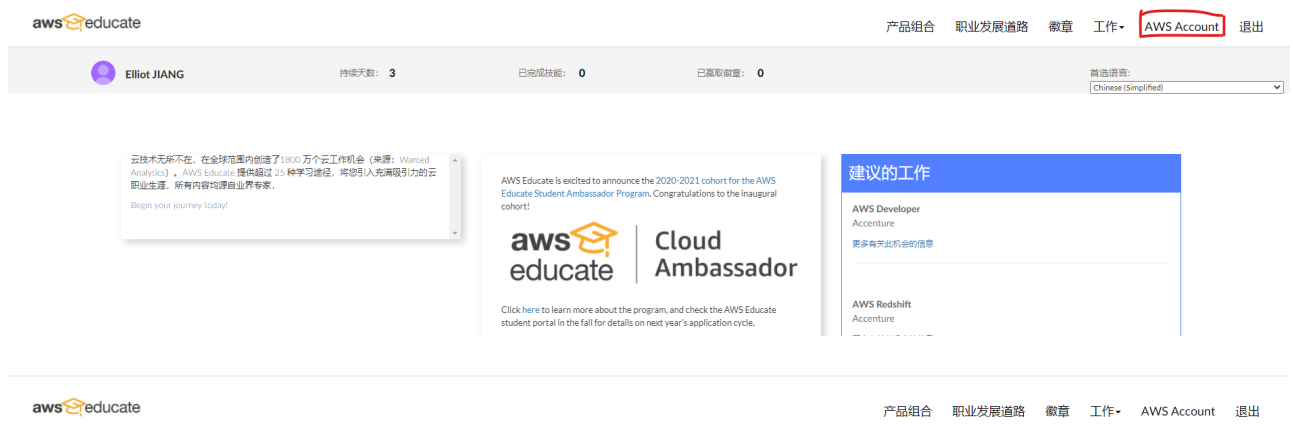 aws educate
产品组合 职业发展道路 徽章 工作 AWS Account 退出
Elliot JIANG
持续天数: 3
已完成技能: 0
已赢取徽章: 0
首选语言:
Chinese (Simplified)
云技术无所不在，在全球范围内创造了1800 万个云工作机会（来源：Wanted
Analytics）。AWS Educate 提供超过 25 种学习途径，将您引入充满吸引力的云
职业生涯，所有内容均源自业界专家。
Begin your journey today!
AWS Educate is excited to announce the 2020-2021 cohort for the AWS
Educate Student Ambassador Program. Congratulations to the inaugural
cohort!
aws educate
Cloud
Ambassador
Click here to learn more about the program, and check the AWS Educate
student portal in the fall for details on next year's application cycle.
建议的工作
AWS Developer
Accenture
更多有关此机会的信息
AWS Redshift
Accenture
aws educate
产品组合 职业发展道路 徽章 工作 AWS Account 退出